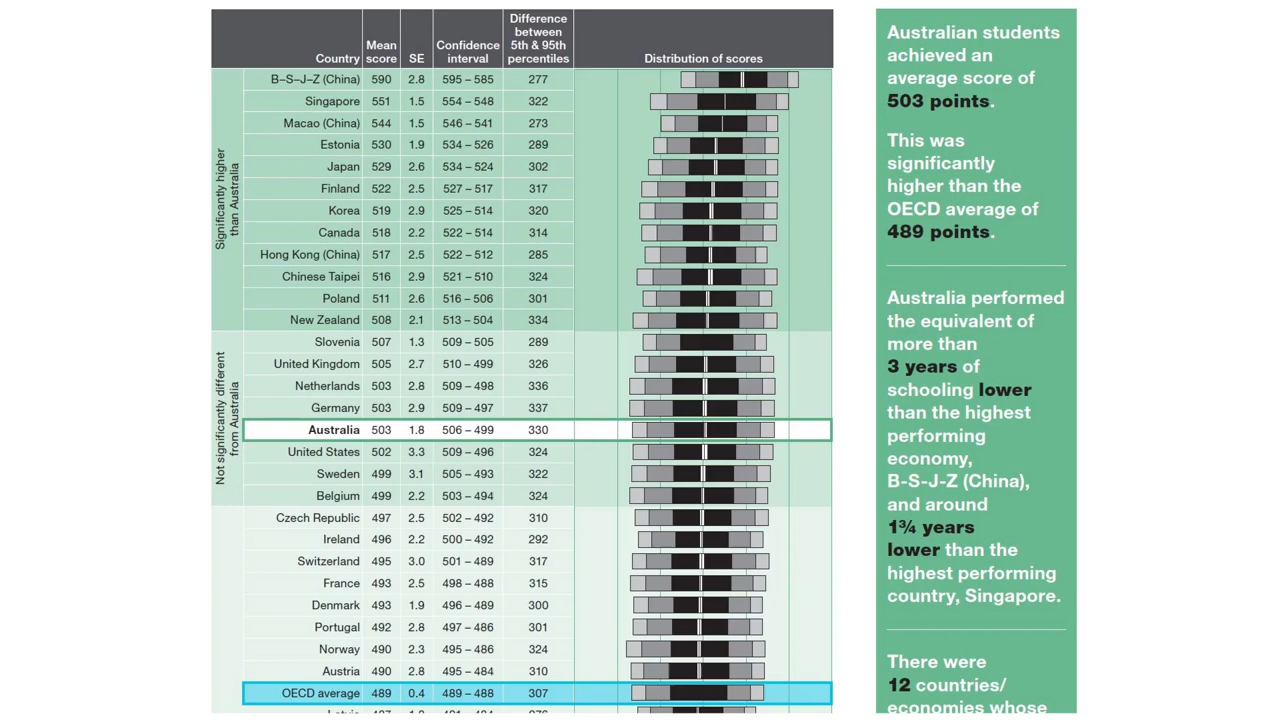 Country Mean score SE Confidence interval Difference between 5th & 95th percentiles Distribution of scores
Significantly higher than Australia
B–S–J–Z (China) 590 2.8 595 – 585 277
Singapore 551 1.5 554 – 548 322
Macao (China) 544 1.5 546 – 541 273
Estonia 530 1.9 534 – 526 289
Japan 529 2.6 534 – 524 302
Finland 522 2.5 527 – 517 317
Korea 519 2.9 525 – 514 320
Canada 518 2.2 522 – 514 314
Hong Kong (China) 517 2.5 522 – 512 285
Chinese Taipei 516 2.9 521 – 510 324
Poland 511 2.6 516 – 506 301
New Zealand 508 2.1 513 – 504 334
Not significantly different from Australia
Slovenia 507 1.3 509 – 505 289
United Kingdom 505 2.7 510 – 499 326
Netherlands 503 2.8 509 – 498 336
Germany 503 2.9 509 – 497 337
Australia 503 1.8 506 – 499 330
United States 502 3.3 509 – 496 324
Sweden 499 3.1 505 – 493 322
Belgium 499 2.2 503 – 494 324
Czech Republic 497 2.5 502 – 492 310
Ireland 496 2.2 500 – 492 292
Switzerland 495 3.0 501 – 489 317
France 493 2.5 498 – 488 315
Denmark 493 1.9 496 – 489 300
Portugal 492 2.8 497 – 486 301
Norway 490 2.3 495 – 486 324
Austria 490 2.8 495 – 484 310
OECD average 489 0.4 489 – 488 307
Australian students
achieved an
average score of
503 points.
This was
significantly
higher than the
OECD average of
489 points.
Australia performed
the equivalent of
more than
3 years of
schooling lower
than the highest
performing
economy,
B-S-J-Z (China),
and around
1¾ years
lower than the
highest performing
country, Singapore.
There were
12 countries/
economies whose